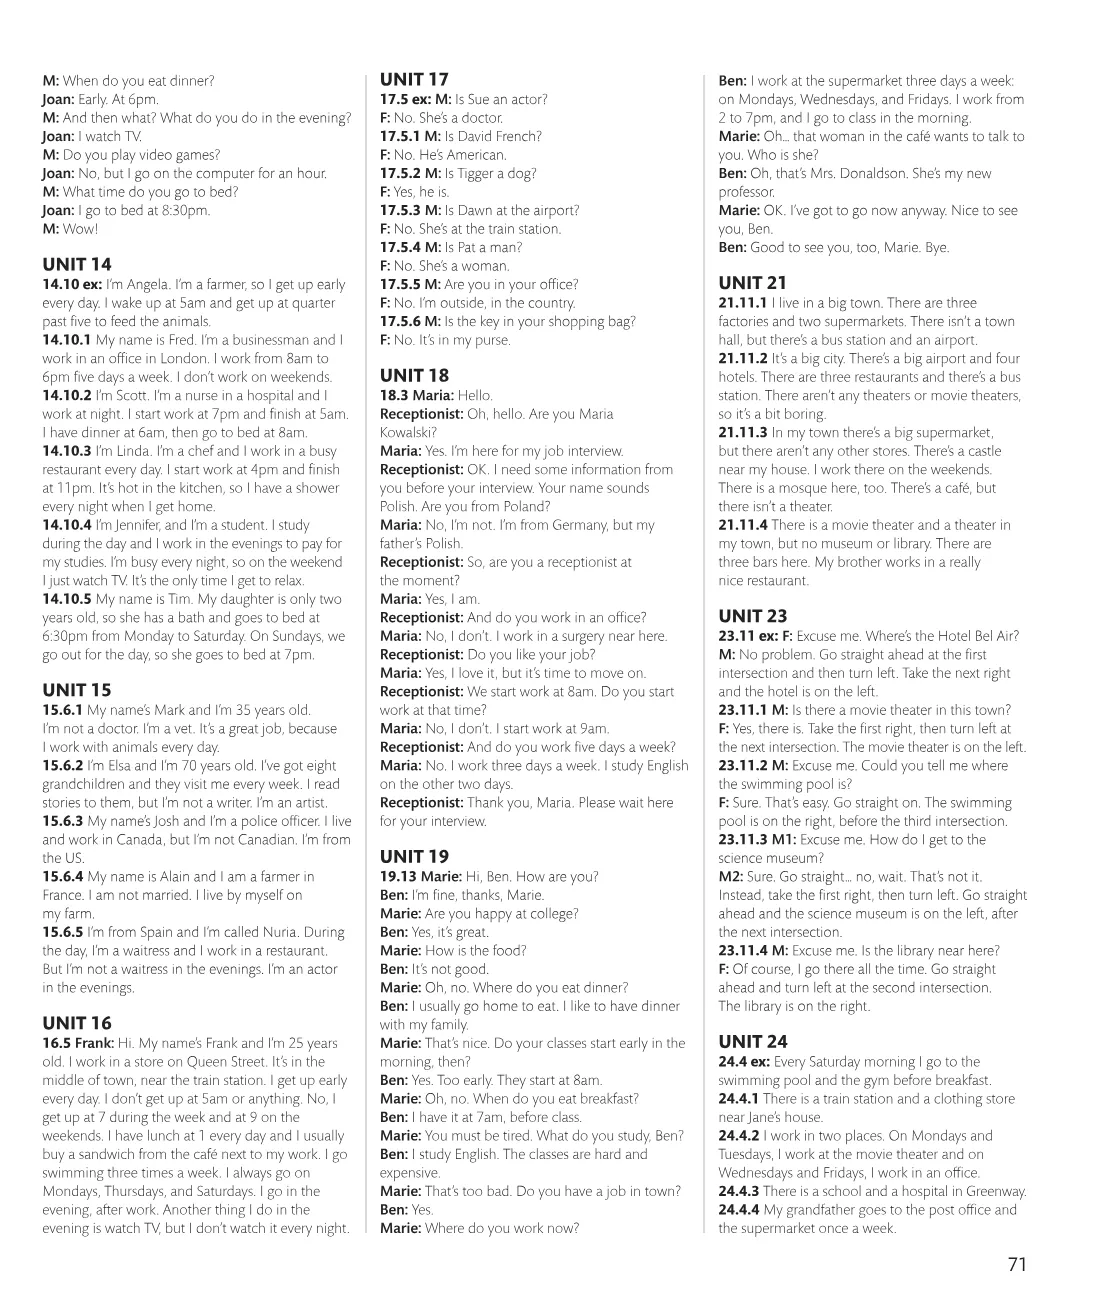 M: When do you eat dinner?
Joan: Early. At 6pm.
M: And then what? What do you do in the evening?
Joan: I watch TV.
M: Do you play video games?
Joan: No, but I go on the computer for an hour.
M: What time do you go to bed?
Joan: I go to bed at 8:30pm.
M: Wow!
UNIT 14
14.10 ex: I'm Angela. I'm a farmer, so I get up early
every day. I wake up at 5am and get up at quarter
past five to feed the animals.
14.10.1 My name is Fred. I'm a businessman and I
work in an office in London. I work from 8am to
6pm five days a week. I don't work on weekends.
14.10.2 I'm Scott. I'm a nurse in a hospital and I
work at night. I start work at 7pm and finish at 5am.
I have dinner at 6am, then go to bed at 8am.
14.10.3 I'm Linda. I'm a chef and I work in a busy
restaurant every day. I start work at 4pm and finish
at 11pm. It's hot in the kitchen, so I have a shower
every night when I get home.
14.10.4 I'm Jennifer, and I'm a student. I study
during the day and I work in the evenings to pay for
my studies. I'm busy every night, so on the weekend
I just watch TV. It's the only time I get to relax.
14.10.5 My name is Tim. My daughter is only two
years old, so she has a bath and goes to bed at
6:30pm from Monday to Saturday. On Sundays, we
go out for the day, so she goes to bed at 7pm.
UNIT 15
15.6.1 My name's Mark and I'm 35 years old.
I'm not a doctor. I'm a vet. It's a great job, because
I work with animals every day.
15.6.2 I'm Elsa and I'm 70 years old. I've got eight
grandchildren and they visit me every week. I read
stories to them, but I'm not a writer. I'm an artist.
15.6.3 My name's Josh and I'm a police officer. I live
and work in Canada, but I'm not Canadian. I'm from
the US.
15.6.4 My name is Alain and I am a farmer in
France. I am not married. I live by myself on
my farm.
15.6.5 I'm from Spain and I'm called Nuria. During
the day, I'm a waitress and I work in a restaurant.
But I'm not a waitress in the evenings. I'm an actor
in the evenings.
UNIT 16
16.5 Frank: Hi. My name's Frank and I'm 25 years
old. I work in a store on Queen Street. It's in the
middle of town, near the train station. I get up early
every day. I don't get up at 5am or anything. No, I
get up at 7 during the week and at 9 on the
weekends. I have lunch at 1 every day and I usually
buy a sandwich from the café next to my work. I go
swimming three times a week. I always go on
Mondays, Thursdays, and Saturdays. I go in the
evening, after work. Another thing I do in the
evening is watch TV, but I don't watch it every night.
UNIT 17
17.5 ex: M: Is Sue an actor?
F: No. She's a doctor.
17.5.1 M: Is David French?
F: No. He's American.
17.5.2 M: Is Tigger a dog?
F: Yes, he is.
17.5.3 M: Is Dawn at the airport?
F: No. She's at the train station.
17.5.4 M: Is Pat a man?
F: No. She's a woman.
17.5.5 M: Are you in your office?
F: No. I'm outside, in the country.
17.5.6 M: Is the key in your shopping bag?
F: No. It's in my purse.
UNIT 18
18.3 Maria: Hello.
Receptionist: Oh, hello. Are you Maria
Kowalski?
Maria: Yes. I'm here for my job interview.
Receptionist: OK. I need some information from
you before your interview. Your name sounds
Polish. Are you from Poland?
Maria: No, I'm not. I'm from Germany, but my
father's Polish.
Receptionist: So, are you a receptionist at
the moment?
Maria: Yes, I am.
Receptionist: And do you work in an office?
Maria: No, I don't. I work in a surgery near here.
Receptionist: Do you like your job?
Maria: Yes, I love it, but it's time to move on.
Receptionist: We start work at 8am. Do you start
work at that time?
Maria: No, I don't. I start work at 9am.
Receptionist: And do you work five days a week?
Maria: No. I work three days a week. I study English
on the other two days.
Receptionist: Thank you, Maria. Please wait here
for your interview.
UNIT 19
19.13 Marie: Hi, Ben. How are you?
Ben: I'm fine, thanks, Marie.
Marie: Are you happy at college?
Ben: Yes, it's great.
Marie: How is the food?
Ben: It's not good.
Marie: Oh, no. Where do you eat dinner?
Ben: I usually go home to eat. I like to have dinner
with my family.
Marie: That's nice. Do your classes start early in the
morning, then?
Ben: Yes. Too early. They start at 8am.
Marie: Oh, no. When do you eat breakfast?
Ben: I have it at 7am, before class.
Marie: You must be tired. What do you study, Ben?
Ben: I study English. The classes are hard and
expensive.
Marie: That's too bad. Do you have a job in town?
Ben: Yes.
Marie: Where do you work now?
Ben: I work at the supermarket three days a week:
on Mondays, Wednesdays, and Fridays. I work from
2 to 7pm, and I go to class in the morning.
Marie: Oh... that woman in the café wants to talk to
you. Who is she?
Ben: Oh, that's Mrs. Donaldson. She's my new
professor.
Marie: OK. I've got to go now anyway. Nice to see
you, Ben.
Ben: Good to see you, too, Marie. Bye.
UNIT 21
21.11.1 I live in a big town. There are three
factories and two supermarkets. There isn't a town
hall, but there's a bus station and an airport.
21.11.2 It's a big city. There's a big airport and four
hotels. There are three restaurants and there's a bus
station. There aren't any theaters or movie theaters,
so it's a bit boring.
21.11.3 In my town there's a big supermarket,
but there aren't any other stores. There's a castle
near my house. I work there on the weekends.
There is a mosque here, too. There's a café, but
there isn't a theater.
21.11.4 There is a movie theater and a theater in
my town, but no museum or library. There are
three bars here. My brother works in a really
nice restaurant.
UNIT 23
23.11 ex: F: Excuse me. Where's the Hotel Bel Air?
M: No problem. Go straight ahead at the first
intersection and then turn left. Take the next right
and the hotel is on the left.
23.11.1 M: Is there a movie theater in this town?
F: Yes, there is. Take the first right, then turn left at
the next intersection. The movie theater is on the left.
23.11.2 M: Excuse me. Could you tell me where
the swimming pool is?
F: Sure. That's easy. Go straight on. The swimming
pool is on the right, before the third intersection.
23.11.3 M1: Excuse me. How do I get to the
science museum?
M2: Sure. Go straight... no, wait. That's not it.
Instead, take the first right, then turn left. Go straight
ahead and the science museum is on the left, after
the next intersection.
23.11.4 M: Excuse me. Is the library near here?
F: Of course, I go there all the time. Go straight
ahead and turn left at the second intersection.
The library is on the right.
UNIT 24
24.4 ex: Every Saturday morning I go to the
swimming pool and the gym before breakfast.
24.4.1 There is a train station and a clothing store
near Jane's house.
24.4.2 I work in two places. On Mondays and
Tuesdays, I work at the movie theater and on
Wednesdays and Fridays, I work in an office.
24.4.3 There is a school and a hospital in Greenway.
24.4.4 My grandfather goes to the post office and
the supermarket once a week.
71